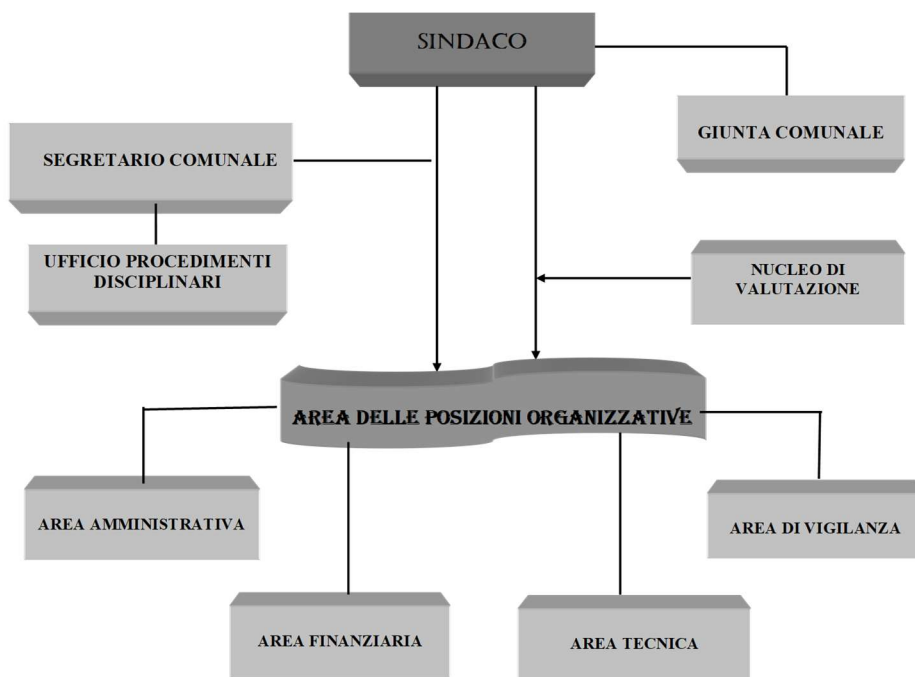 SINDACO
GIUNTA COMUNALE
SEGRETARIO COMUNALE
UFFICIO PROCEDIMENTI
DISCIPLINARI
NUCLEO DI
VALUTAZIONE
AREA DELLE POSIZIONI ORGANIZZATIVE
AREA AMMINISTRATIVA
AREA DI VIGILANZA
AREA FINANZIARIA
AREA TECNICA